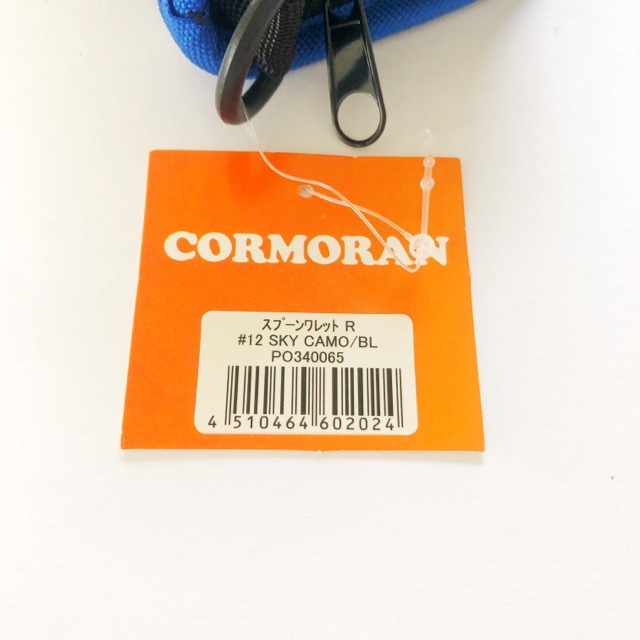 CORMORAN
ｽﾌﾟｰﾝﾜﾚｯﾄ R
#12 SKY CAMO/BL
PO340065
4 510464 602024